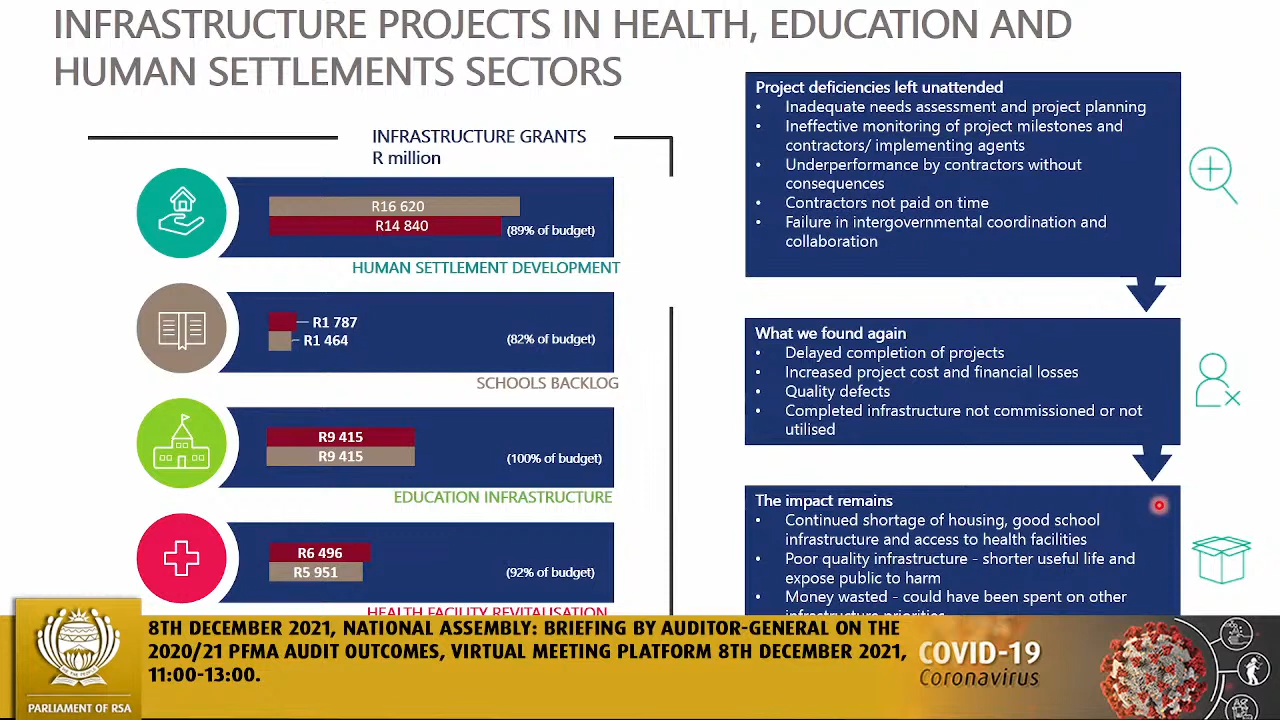 INFRASTRUCTURE PROJECTS IN HEALTH, EDUCATION AND
HUMAN SETTLEMENTS SECTORS
INFRASTRUCTURE GRANTS
R million
R16 620
R14 840
(89% of budget)
HUMAN SETTLEMENT DEVELOPMENT
R1 787
R1 464
(82% of budget)
SCHOOLS BACKLOG
R9 415
R9 415
(100% of budget)
EDUCATION INFRASTRUCTURE
R6 496
R5 951
(92% of budget)
HEALTH FACILITY REVITALISATION
Project deficiencies left unattended
• Inadequate needs assessment and project planning
• Ineffective monitoring of project milestones and
contractors/ implementing agents
• Underperformance by contractors without
consequences
• Contractors not paid on time
• Failure in intergovernmental coordination and
collaboration
What we found again
• Delayed completion of projects
• Increased project cost and financial losses
• Quality defects
• Completed infrastructure not commissioned or not
utilised
The impact remains
• Continued shortage of housing, good school
infrastructure and access to health facilities
• Poor quality infrastructure - shorter useful life and
expose public to harm
• Money wasted - could have been spent on other
infrastructure priorities
PARLIAMENT OF RSA
8TH DECEMBER 2021, NATIONAL ASSEMBLY: BRIEFING BY AUDITOR-GENERAL ON THE
2020/21 PFMA AUDIT OUTCOMES, VIRTUAL MEETING PLATFORM 8TH DECEMBER 2021,
11:00-13:00.
COVID-19
Coronavirus